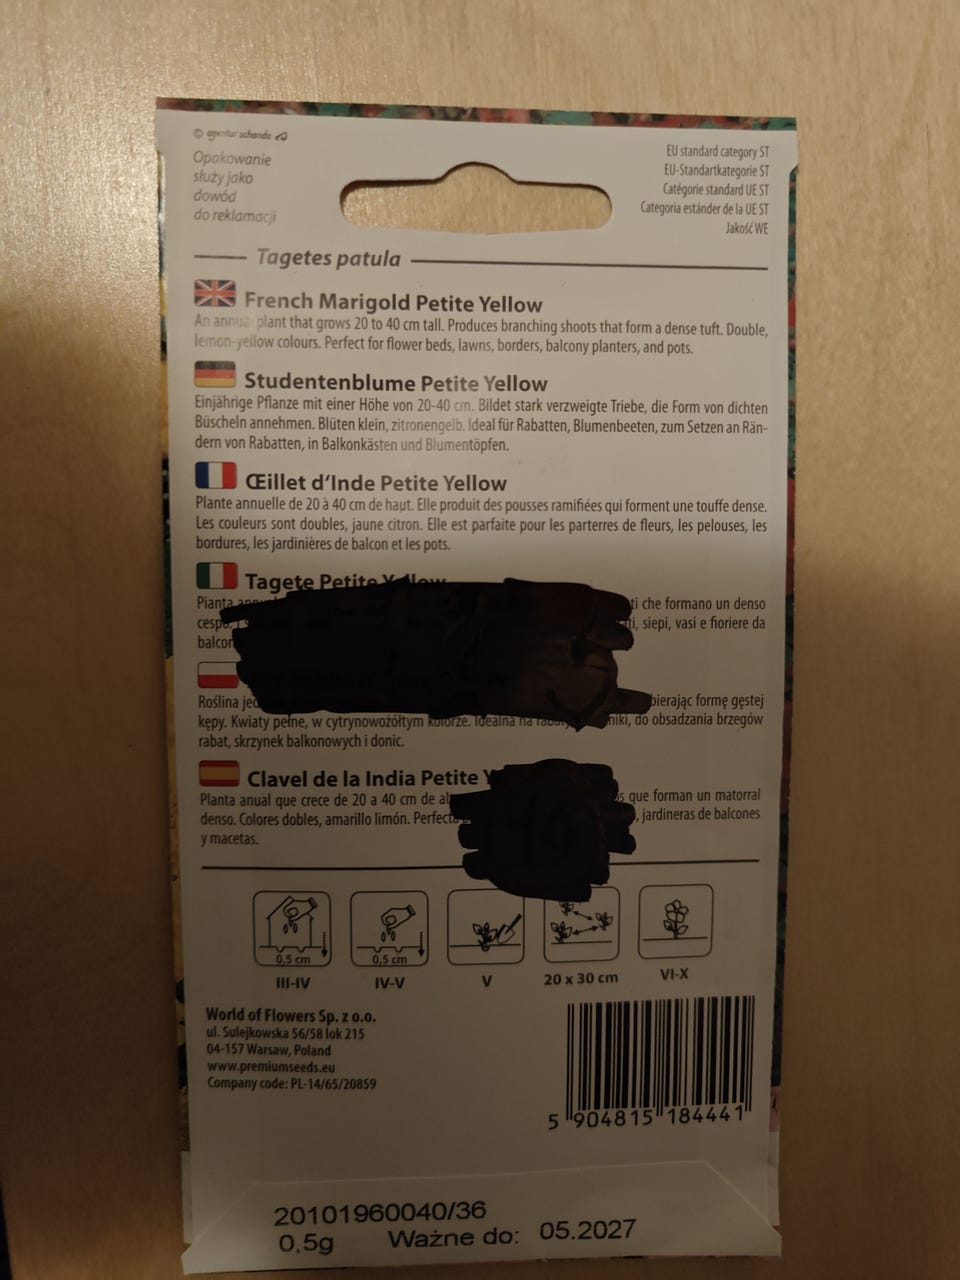 © agentur schanda
Opakowanie
służy jako
dowód
do reklamacji
EU standard category ST
EU-Standartkategorie ST
Catégorie standard UE ST
Categoria estánder de la UE ST
Jakość WE
Tagetes patula
French Marigold Petite Yellow
An annual plant that grows 20 to 40 cm tall. Produces branching shoots that form a dense tuft. Double,
lemon-yellow colours. Perfect for flower beds, lawns, borders, balcony planters, and pots.
Studentenblume Petite Yellow
Einjährige Pflanze mit einer Höhe von 20-40 cm. Bildet stark verzweigte Triebe, die Form von dichten
Büscheln annehmen. Blüten klein, zitronengelb. Ideal für Rabatten, Blumenbeeten, zum Setzen an Rän-
dern von Rabatten, in Balkonkästen und Blumentöpfen.
Œillet d'Inde Petite Yellow
Plante annuelle de 20 à 40 cm de haut. Elle produit des pousses ramifiées qui forment une touffe dense.
Les couleurs sont doubles, jaune citron. Elle est parfaite pour les parterres de fleurs, les pelouses, les
bordures, les jardinières de balcon et les pots.
Tagete Petite Yellow
Pianta che formano un denso
siepi, vasi e fioriere da
Roślina formę gęstej
kępy. Kwiaty pełne, w cytrynowożółtym kolorze. Idealna na do obsadzania brzegów
rabat, skrzynek balkonowych i donic.
Clavel de la India Petite
Planta anual que crece de 20 a 40 cm de que forman un matorral
denso. Colores dobles, amarillo limón. jardineras de balcones
y macetas.
0,5 cm
0,5 cm
III-IV
IV-V
V
20 x 30 cm
VI-X
World of Flowers Sp. z o.o.
ul. Sulejkowska 56/58 lok 215
04-157 Warsaw, Poland
www.premiumseeds.eu
Company code: PL-14/65/20859
5 904815 184441
20101960040/36
0,5g Ważne do: 05.2027